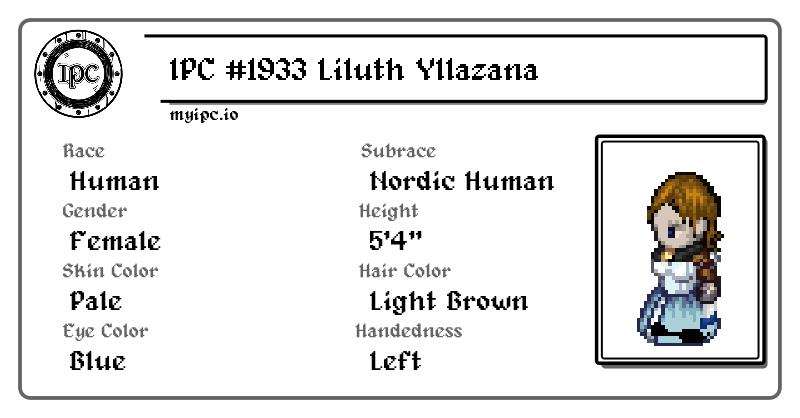 IPC
IPC #1933 Liluth Yllazana
myipc.io
Race
Human
Subrace
Nordic Human
Gender
Female
Height
5'4"
Skin Color
Pale
Hair Color
Light Brown
Eye Color
Blue
Handedness
Left